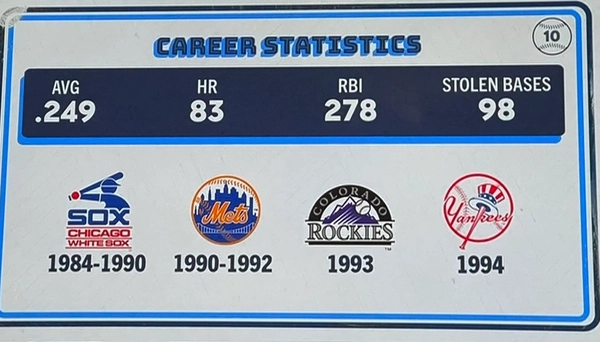 CAREER STATISTICS
10
AVG HR RBI STOLEN BASES
.249 83 278 98
SOX
CHICAGO
WHITE SOX
Mets
COLORADO
ROCKIES
TM
Yankees
1984-1990 1990-1992 1993 1994